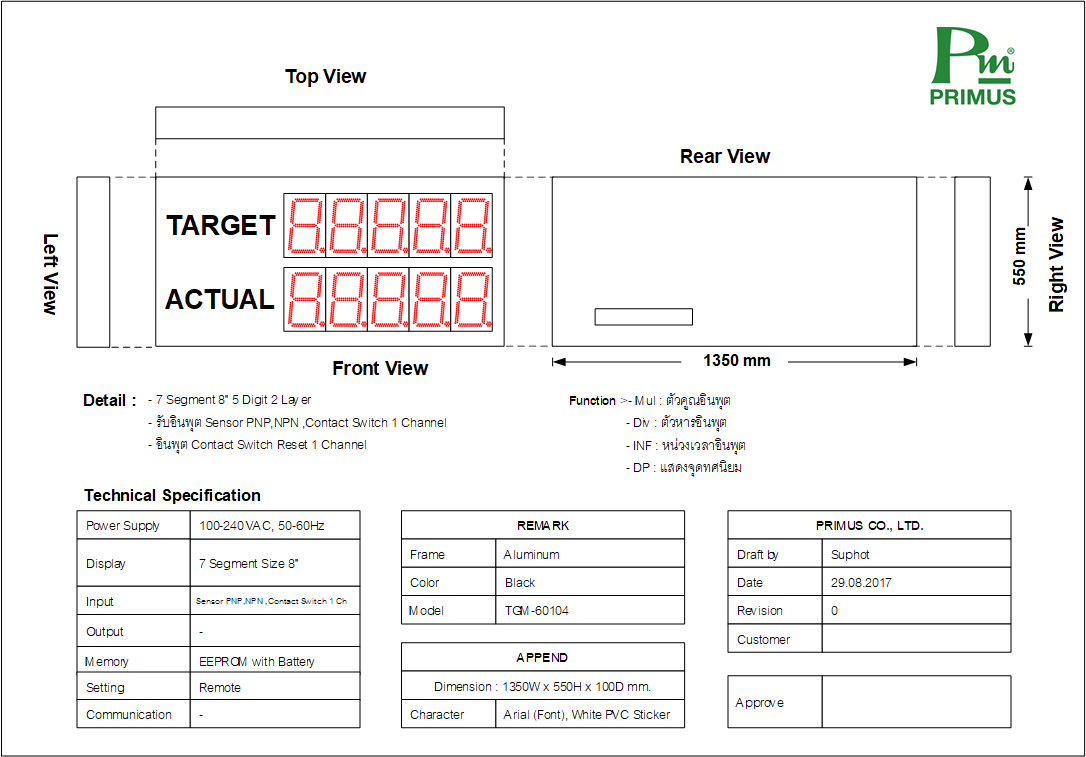 Pm®
PRIMUS
Top View
Rear View
Left View
TARGET 8.8.8.8.8.
ACTUAL 8.8.8.8.8.
550 mm
Right View
Front View
1350 mm
Detail : - 7 Segment 8" 5 Digit 2 Layer
- รับอินพุต Sensor PNP,NPN ,Contact Switch 1 Channel
- อินพุต Contact Switch Reset 1 Channel
Function >- Mul : ตัวคูณอินพุต
- Div : ตัวหารอินพุต
- INF : หน่วงเวลาอินพุต
- DP : แสดงจุดทศนิยม
Technical Specification
Power Supply 100-240 VAC, 50-60Hz
Display 7 Segment Size 8"
Input Sensor PNP,NPN ,Contact Switch 1 Ch
Output -
Memory EEPROM with Battery
Setting Remote
Communication -
REMARK
Frame Aluminum
Color Black
Model TGM-60104
APPEND
Dimension : 1350W x 550H x 100D mm.
Character Arial (Font), White PVC Sticker
PRIMUS CO., LTD.
Draft by Suphot
Date 29.08.2017
Revision 0
Customer
Approve